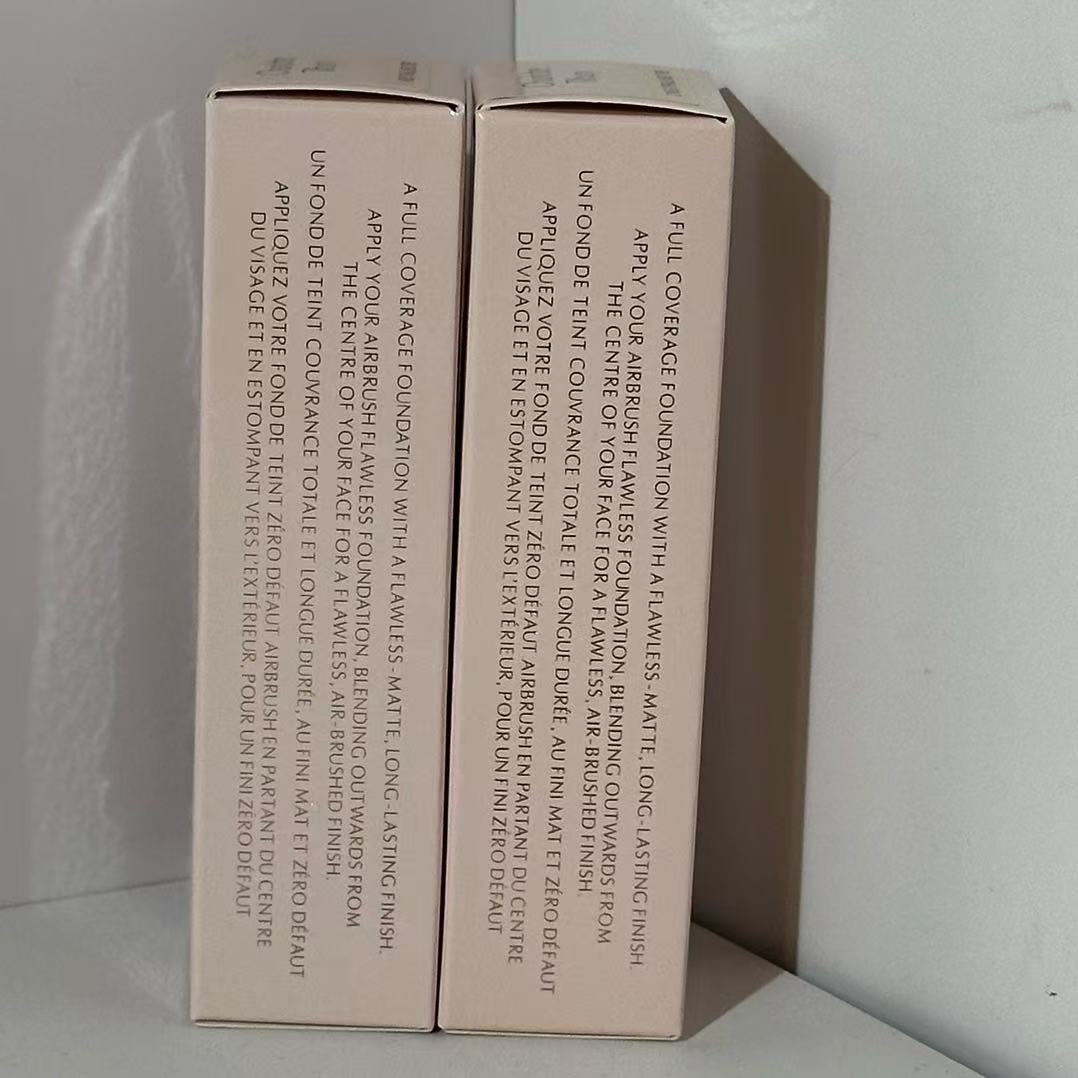 A FULL COVERAGE FOUNDATION WITH A FLAWLESS-MATTE, LONG-LASTING FINISH.
APPLY YOUR AIRBRUSH FLAWLESS FOUNDATION, BLENDING OUTWARDS FROM
THE CENTRE OF YOUR FACE FOR A FLAWLESS, AIR-BRUSHED FINISH.
UN FOND DE TEINT COUVRANCE TOTALE ET LONGUE DURÉE, AU FINI MAT ET ZÉRO DÉFAUT
APPLIQUEZ VOTRE FOND DE TEINT ZÉRO DÉFAUT AIRBRUSH EN PARTANT DU CENTRE
DU VISAGE ET EN ESTOMPANT VERS L'EXTÉRIEUR, POUR UN FINI ZÉRO DÉFAUT
A FULL COVERAGE FOUNDATION WITH A FLAWLESS-MATTE, LONG-LASTING FINISH.
APPLY YOUR AIRBRUSH FLAWLESS FOUNDATION, BLENDING OUTWARDS FROM
THE CENTRE OF YOUR FACE FOR A FLAWLESS, AIR-BRUSHED FINISH.
UN FOND DE TEINT COUVRANCE TOTALE ET LONGUE DURÉE, AU FINI MAT ET ZÉRO DÉFAUT
APPLIQUEZ VOTRE FOND DE TEINT ZÉRO DÉFAUT AIRBRUSH EN PARTANT DU CENTRE
DU VISAGE ET EN ESTOMPANT VERS L'EXTÉRIEUR, POUR UN FINI ZÉRO DÉFAUT